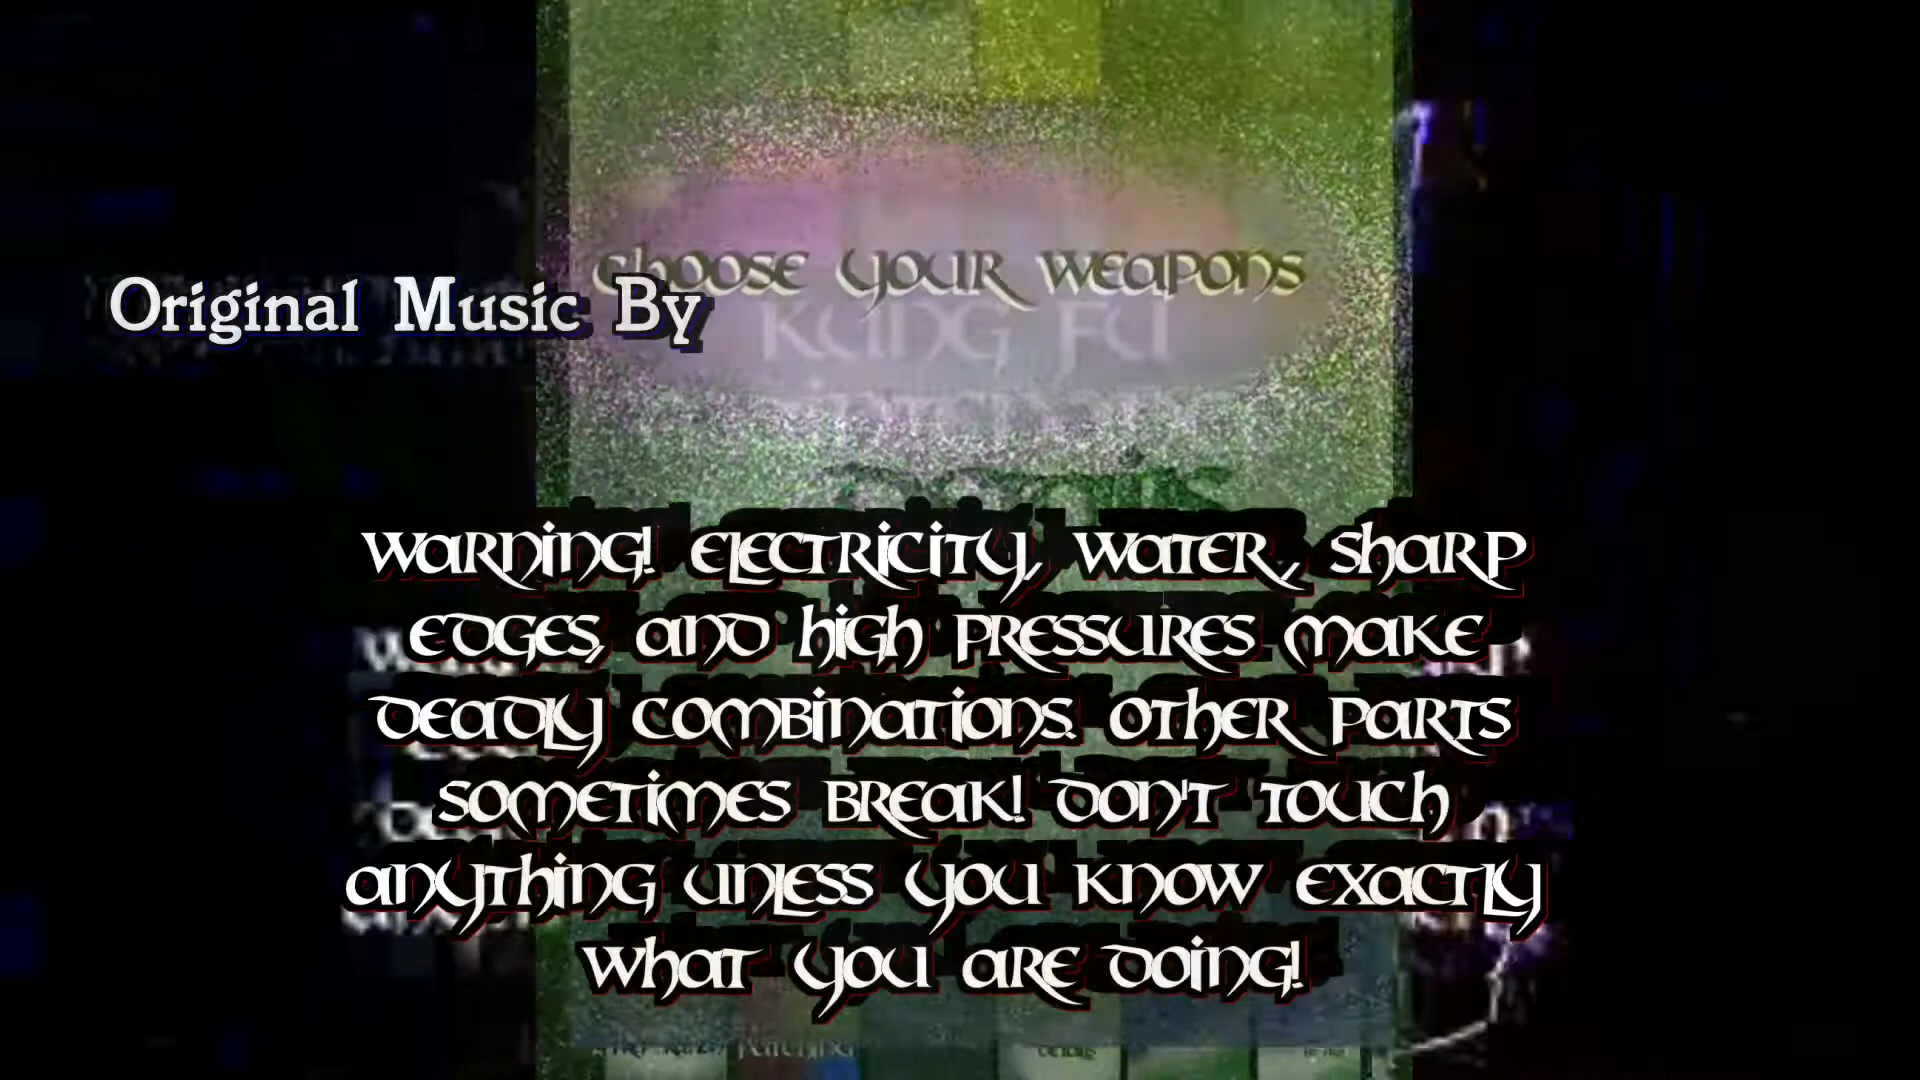 Choose your weapons
Original Music By
Kung Fu
Warning! Electricity, water, sharp
edges, and high pressures make
deadly combinations. Other parts
sometimes break! Don't touch
anything unless you know exactly
what you are doing!